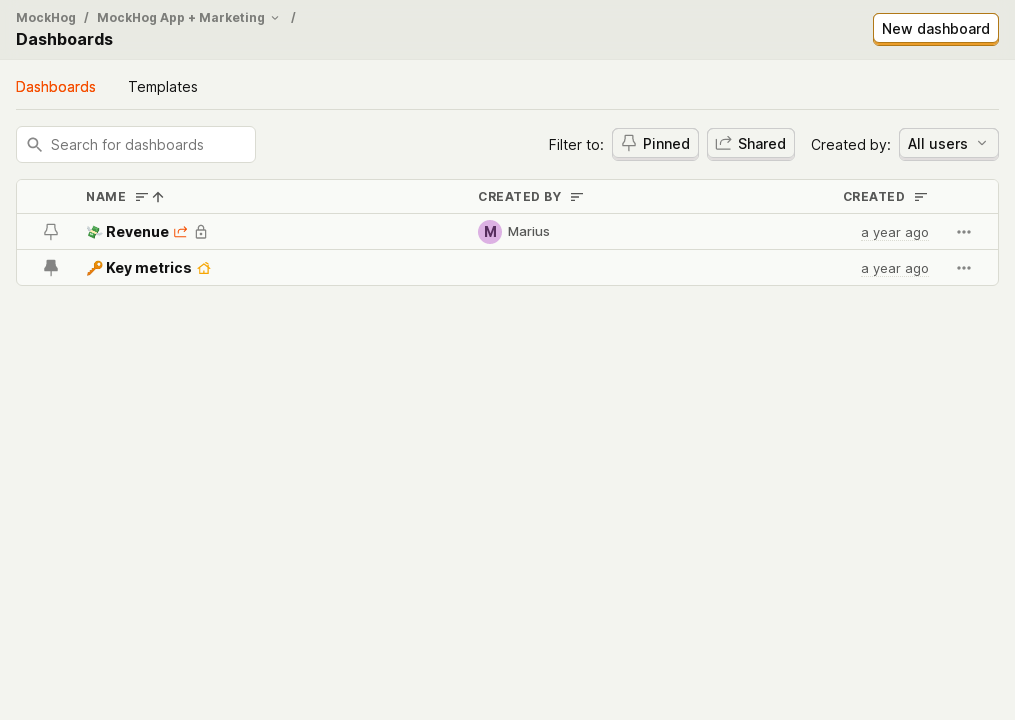 MockHog / MockHog App + Marketing /
Dashboards
New dashboard
Dashboards Templates
Search for dashboards
Filter to: Pinned Shared Created by: All users
NAME CREATED BY CREATED
Revenue M Marius a year ago
Key metrics a year ago